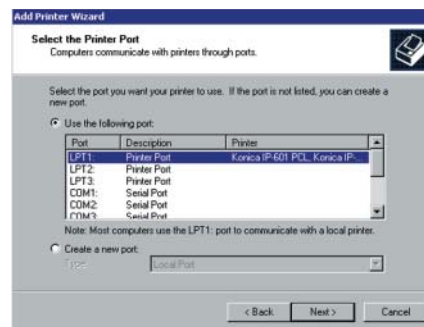 Add Printer Wizard
Select the Printer Port
Computers communicate with printers through ports.
Select the port you want your printer to use. If the port is not listed, you can create a
new port.
Use the following port:
Port Description Printer
LPT1: Printer Port Konica IP-601 PCL, Konica IP-...
LPT2: Printer Port
LPT3: Printer Port
COM1: Serial Port
COM2: Serial Port
COM3: Serial Port
Note: Most computers use the LPT1: port to communicate with a local printer.
Create a new port:
Type: Local Port
< Back Next > Cancel